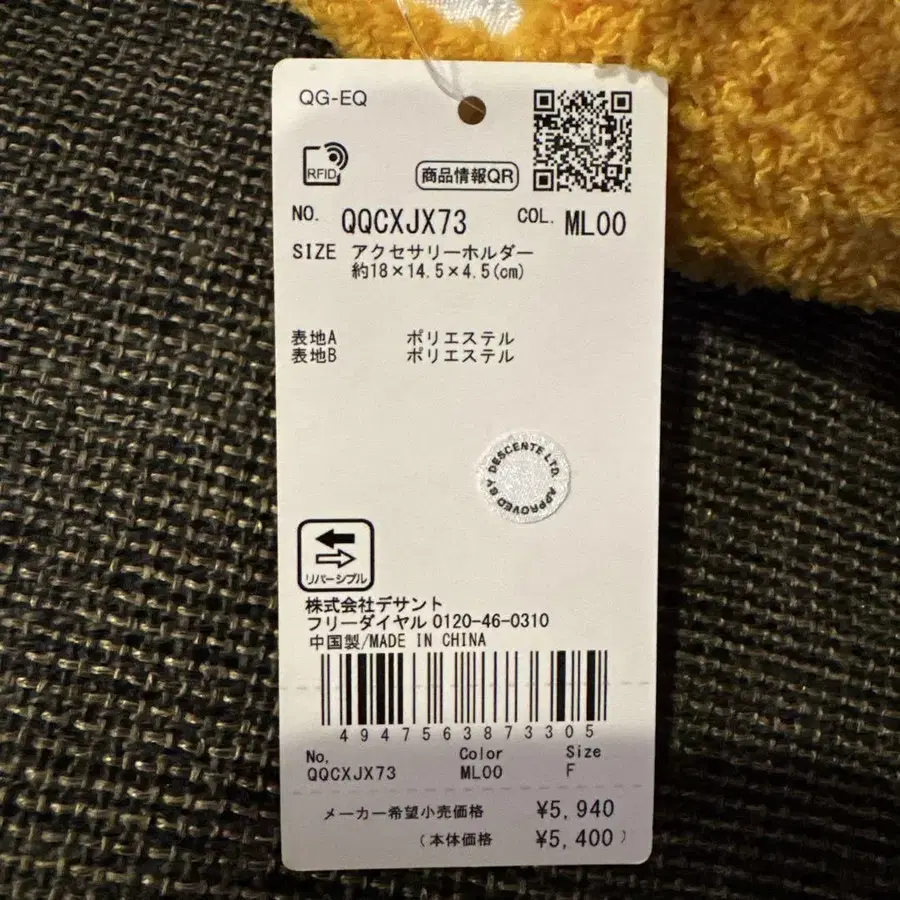 QG-EQ
RFID
商品情報QR
NO. QQCXJX73 COL. ML00
SIZE アクセサリーホルダー
約18×14.5×4.5(cm)
表地A ポリエステル
表地B ポリエステル
APPROVED BY DESCENTE LTD.
リバーシブル
株式会社デサント
フリーダイヤル 0120-46-0310
中国製/MADE IN CHINA
4947563873305
No. Color Size
QQCXJX73 ML00 F
メーカー希望小売価格 ¥5,940
(本体価格 ¥5,400)